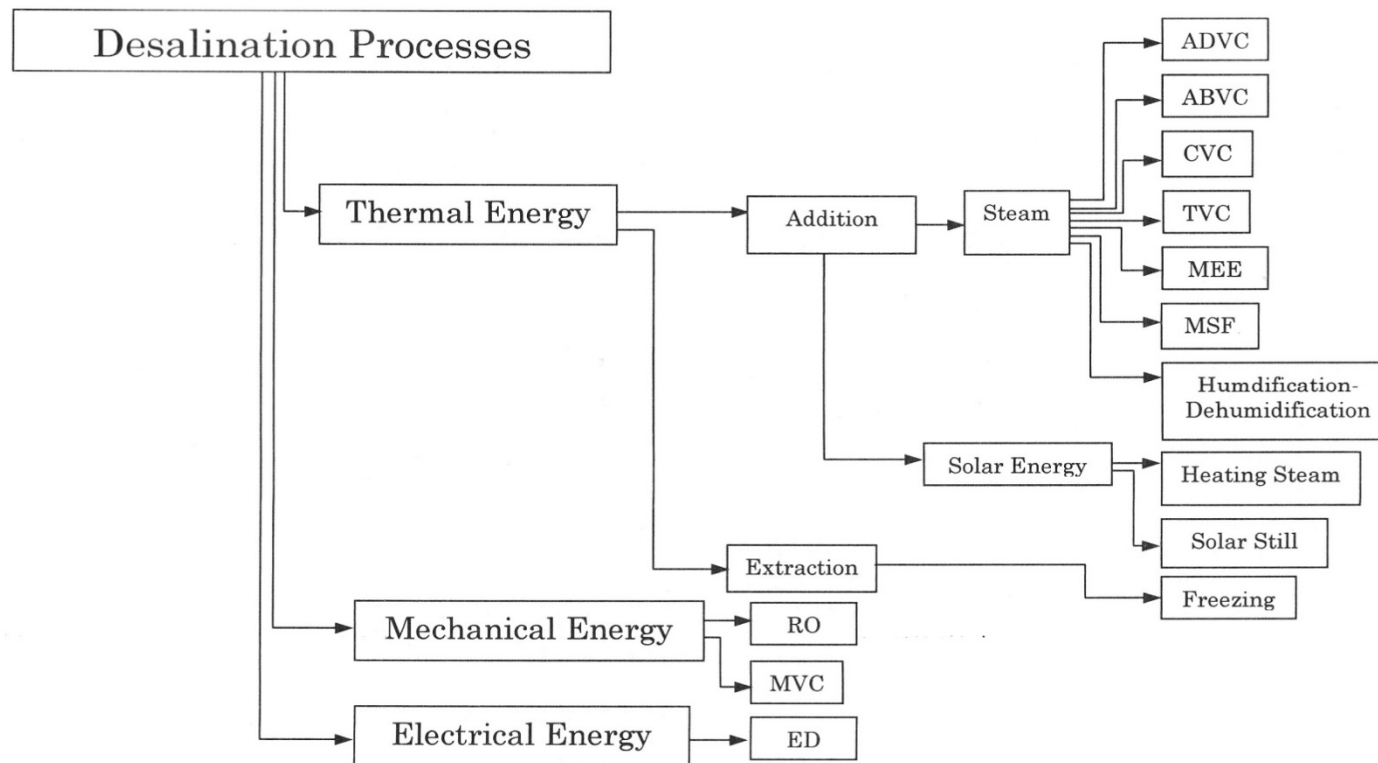 Desalination Processes
ADVC
ABVC
CVC
Thermal Energy
Addition
Steam
TVC
MEE
MSF
Humdification-
Dehumidification
Solar Energy
Heating Steam
Solar Still
Extraction
Freezing
Mechanical Energy
RO
MVC
Electrical Energy
ED